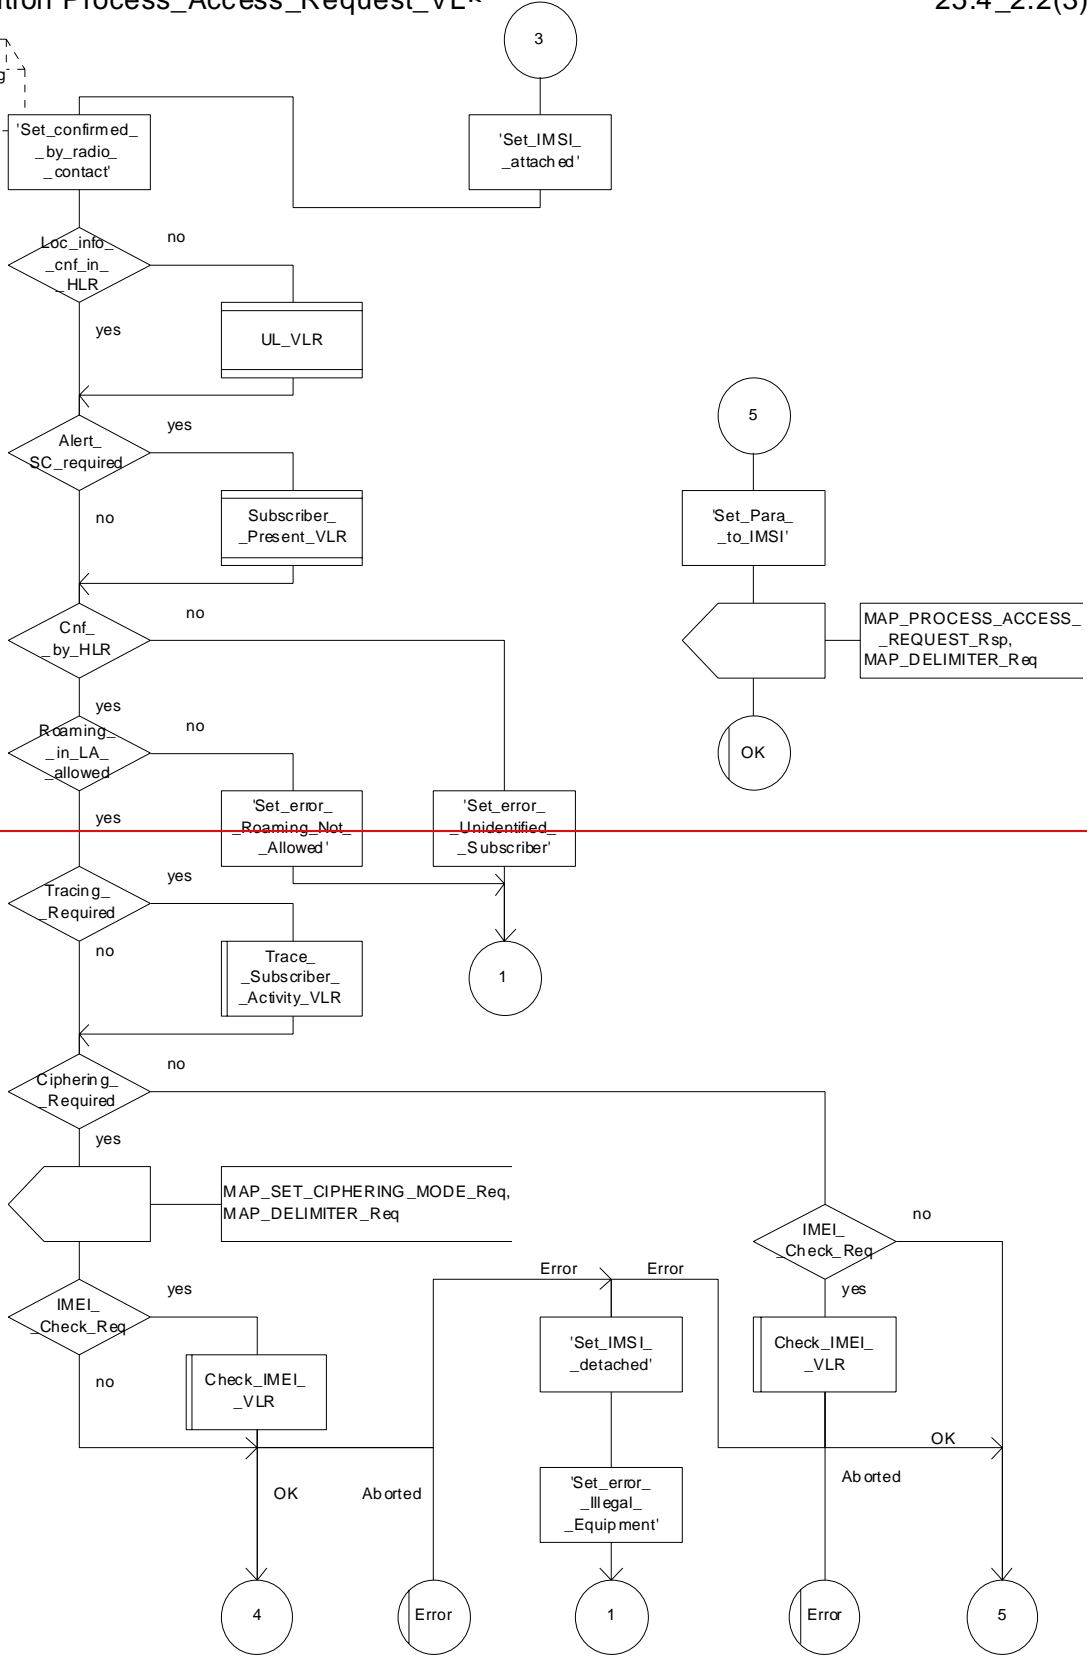 Process_Access_Request_VLR
25.4_2.2(3)
3
'Set_confirmed_
_by_radio_
_contact'
'Set_IMSI_
_attached'
Loc_info_
_cnf_in_
_HLR
no
yes
UL_VLR
5
Alert_
SC_required
yes
no
Subscriber_
_Present_VLR
'Set_Para_
_to_IMSI'
Cnf_
_by_HLR
no
yes
MAP_PROCESS_ACCESS_
_REQUEST_Rsp,
MAP_DELIMITER_Req
Roaming_
_in_LA_
_allowed
no
yes
OK
'Set_error_
_Roaming_Not_
_Allowed'
'Set_error_
_Unidentified_
_Subscriber'
Tracing_
_Required
yes
no
Trace_
_Subscriber_
_Activity_VLR
1
Ciphering_
_Required
no
yes
MAP_SET_CIPHERING_MODE_Req,
MAP_DELIMITER_Req
IMEI_
_Check_Req
no
yes
Error
Error
IMEI_
_Check_Req
yes
no
Check_IMEI_
_VLR
'Set_IMSI_
_detached'
Check_IMEI_
_VLR
OK
Aborted
OK
Aborted
'Set_error_
_Illegal_
_Equipment'
4
Error
1
Error
5